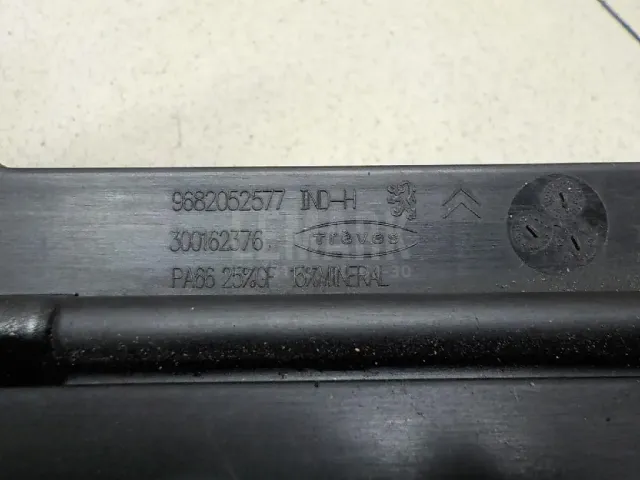 9682052577 IND-H
300162376 Treves
PA66 25%GF 15%MINERAL